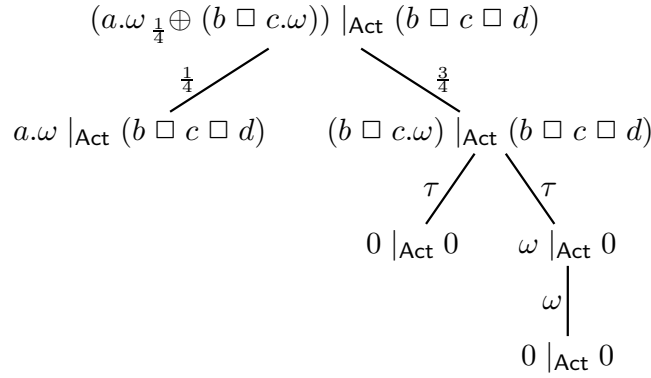 (a.ω ¼⊕ (b □ c.ω)) |Act (b □ c □ d)
1/4 3/4
a.ω |Act (b □ c □ d) (b □ c.ω) |Act (b □ c □ d)
τ τ
0 |Act 0 ω |Act 0
ω
0 |Act 0